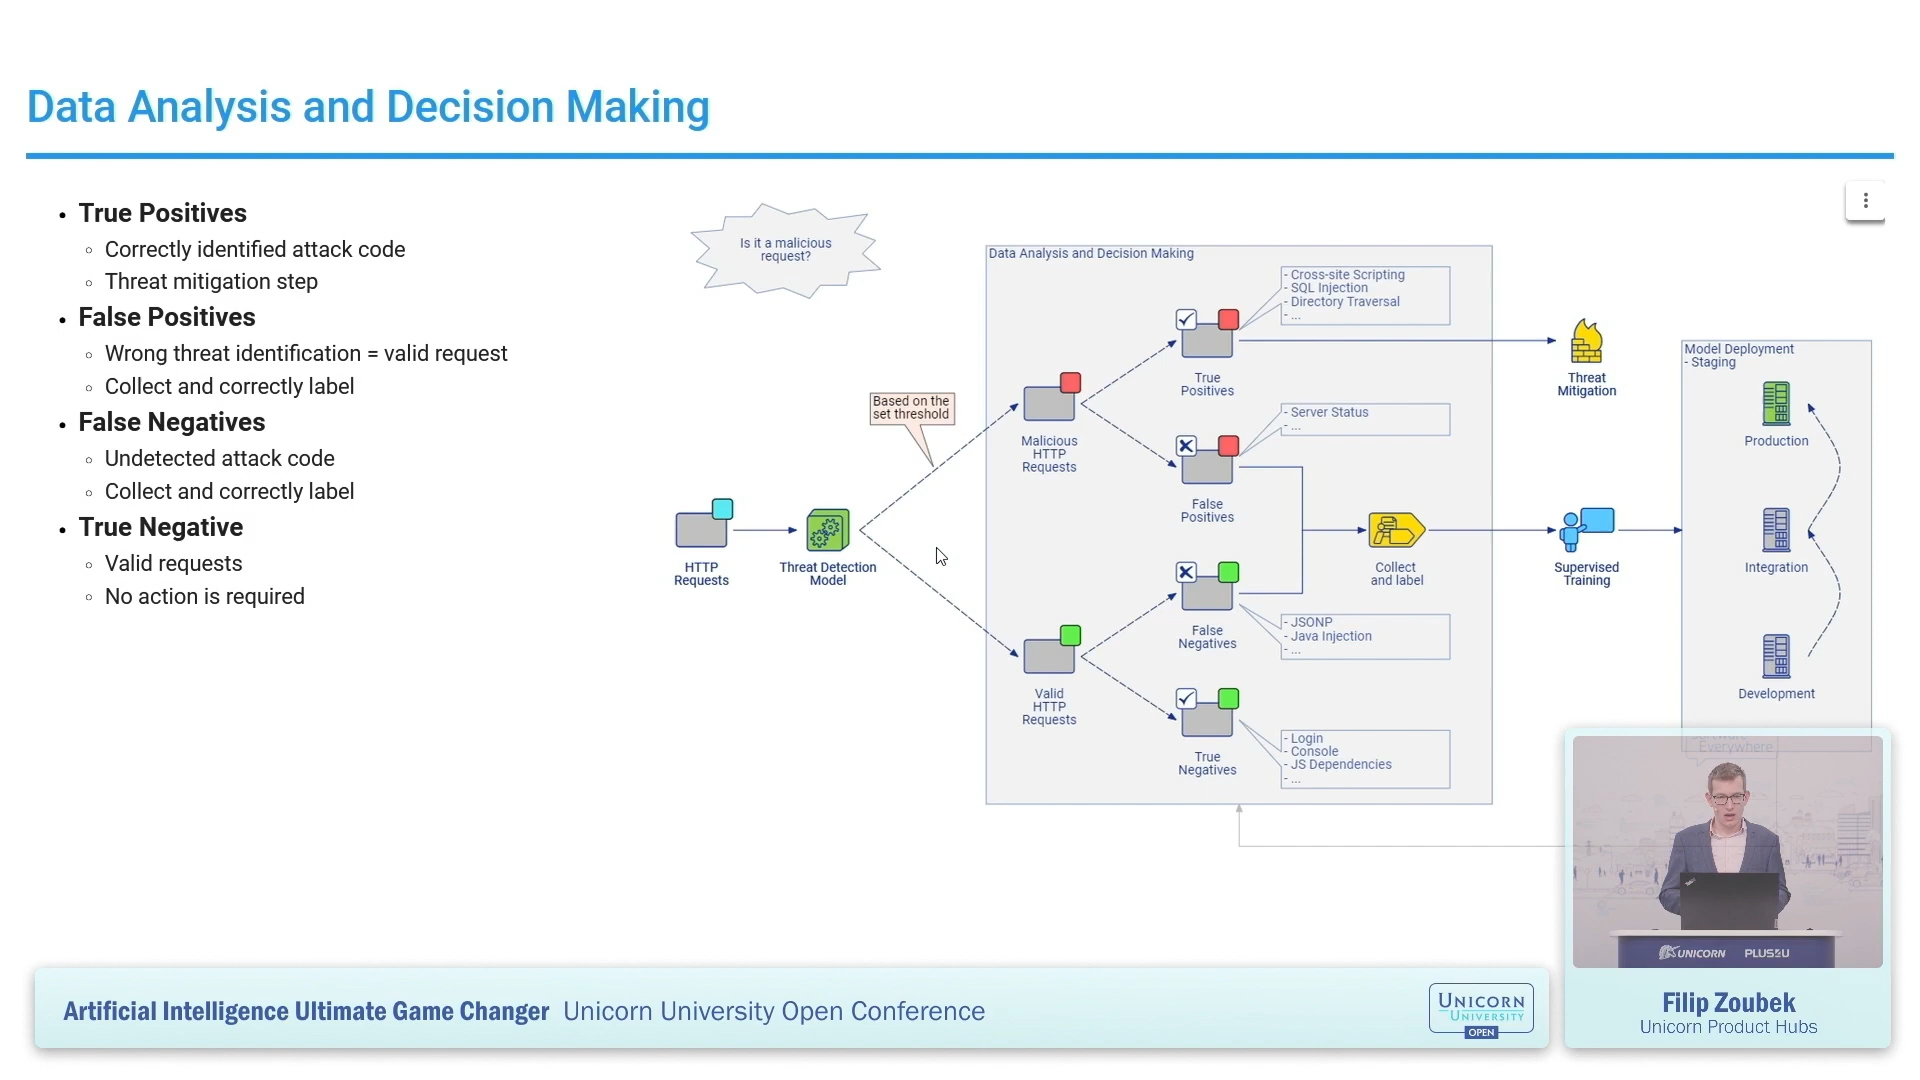 Data Analysis and Decision Making
True Positives
Correctly identified attack code
Threat mitigation step
False Positives
Wrong threat identification = valid request
Collect and correctly label
False Negatives
Undetected attack code
Collect and correctly label
True Negative
Valid requests
No action is required
Is it a malicious
request?
Based on the
set threshold
HTTP
Requests
Threat Detection
Model
Data Analysis and Decision Making
Malicious
HTTP
Requests
Valid
HTTP
Requests
- Cross-site Scripting
- SQL Injection
- Directory Traversal
- ...
True
Positives
- Server Status
- ...
False
Positives
False
Negatives
- JSONP
- Java Injection
- ...
True
Negatives
- Login
- Console
- JS Dependencies
- ...
Collect
and label
Threat
Mitigation
Supervised
Training
Model Deployment
- Staging
Production
Integration
Development
Software
Everywhere
UNICORN PLUS4U
Artificial Intelligence Ultimate Game Changer Unicorn University Open Conference
UNICORN
UNIVERSITY
OPEN
Filip Zoubek
Unicorn Product Hubs